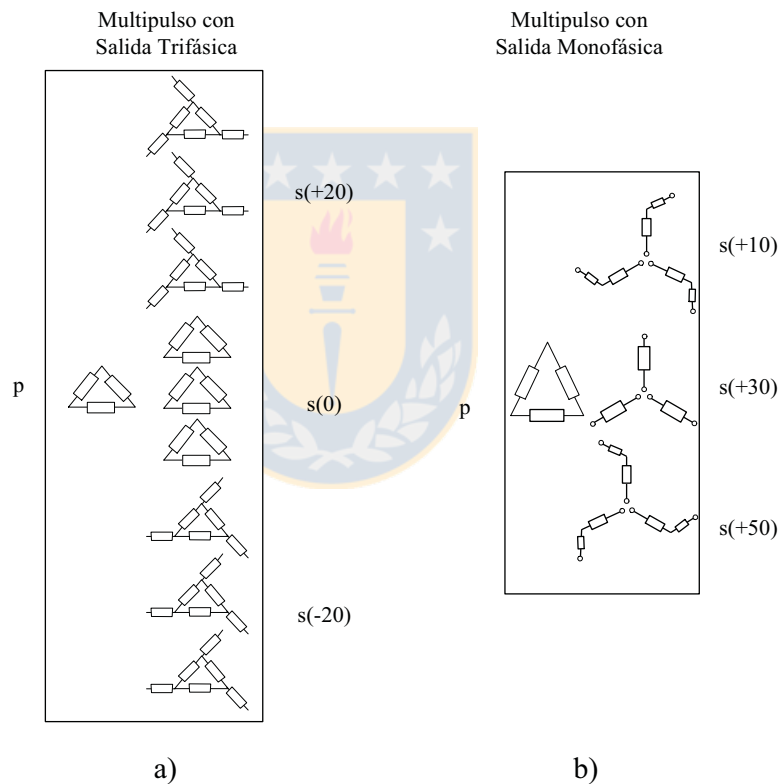 Multipulso con
Salida Trifásica
Multipulso con
Salida Monofásica
s(+20)
p
s(0)
s(-20)
a)
s(+10)
p
s(+30)
s(+50)
b)